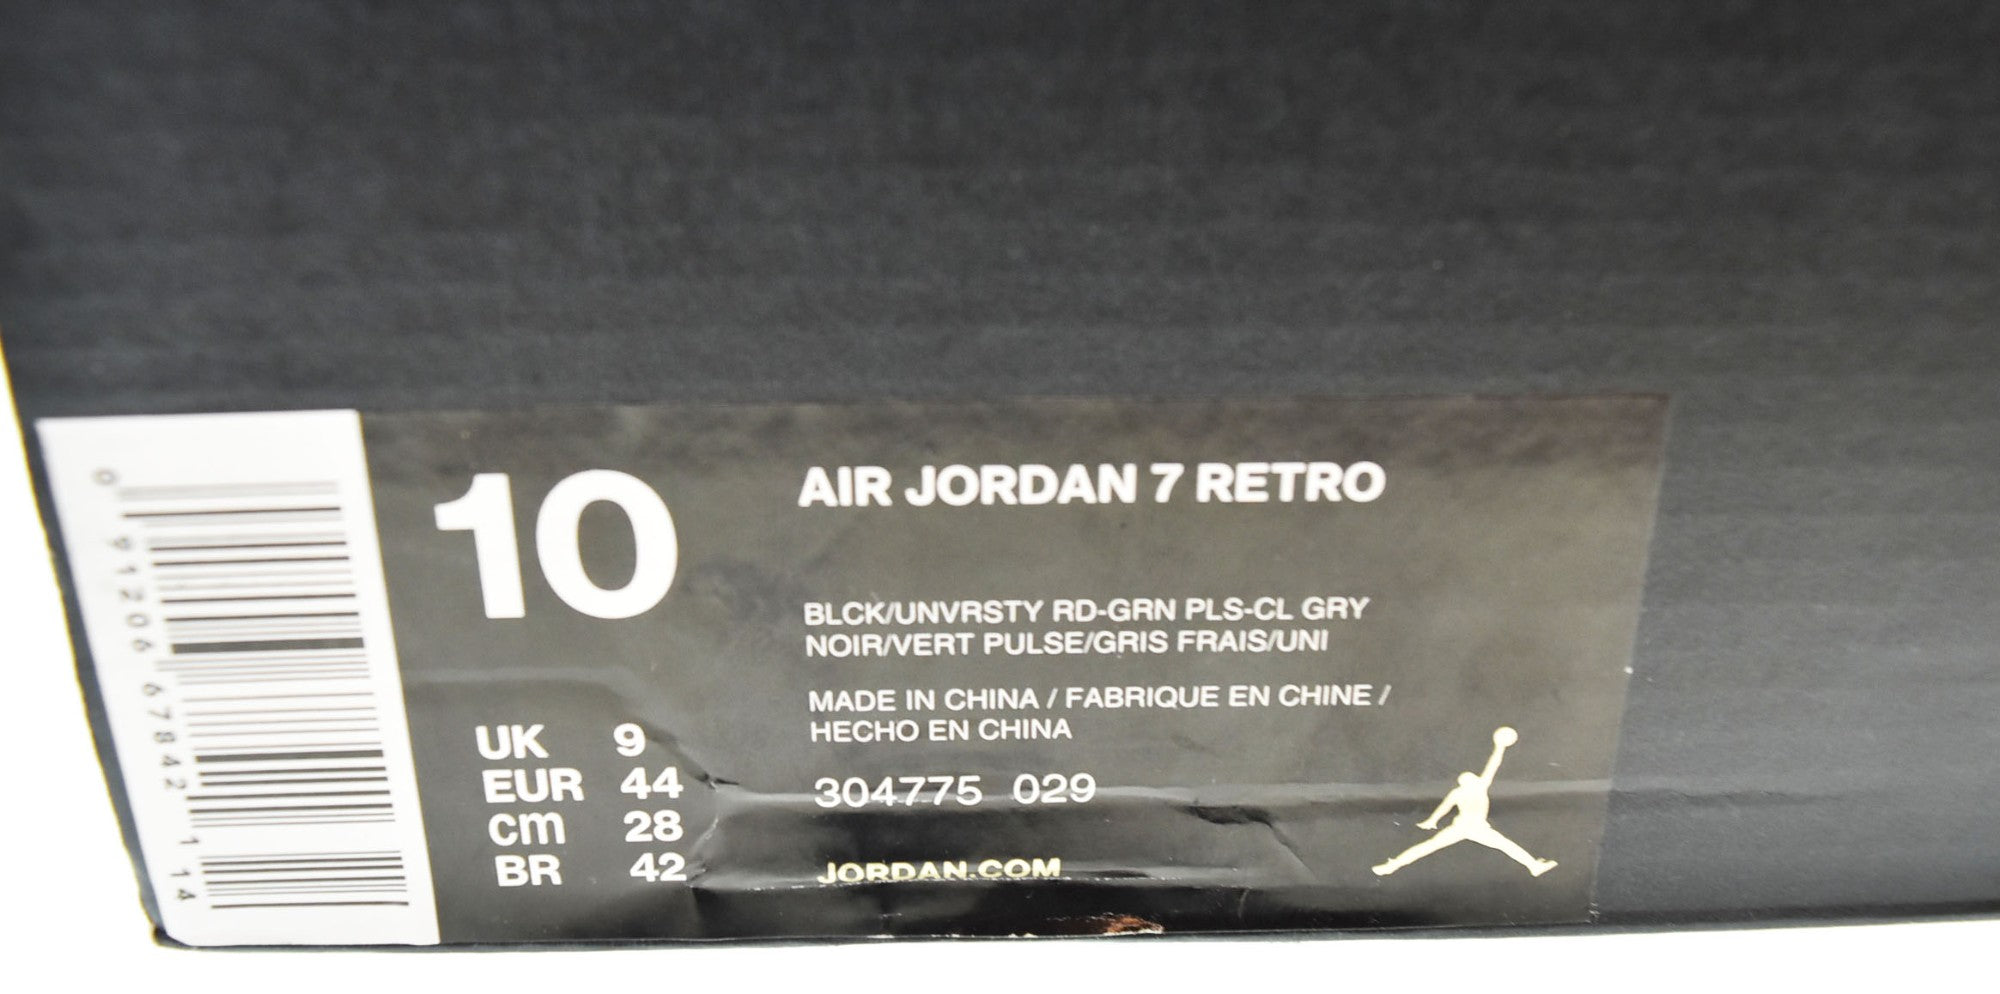 10
AIR JORDAN 7 RETRO
BLCK/UNVRSTY RD-GRN PLS-CL GRY
NOIR/VERT PULSE/GRIS FRAIS/UNI
MADE IN CHINA / FABRIQUE EN CHINE /
HECHO EN CHINA
304775 029
JORDAN.COM
UK 9
EUR 44
cm 28
BR 42
0 91206 67842 1 14